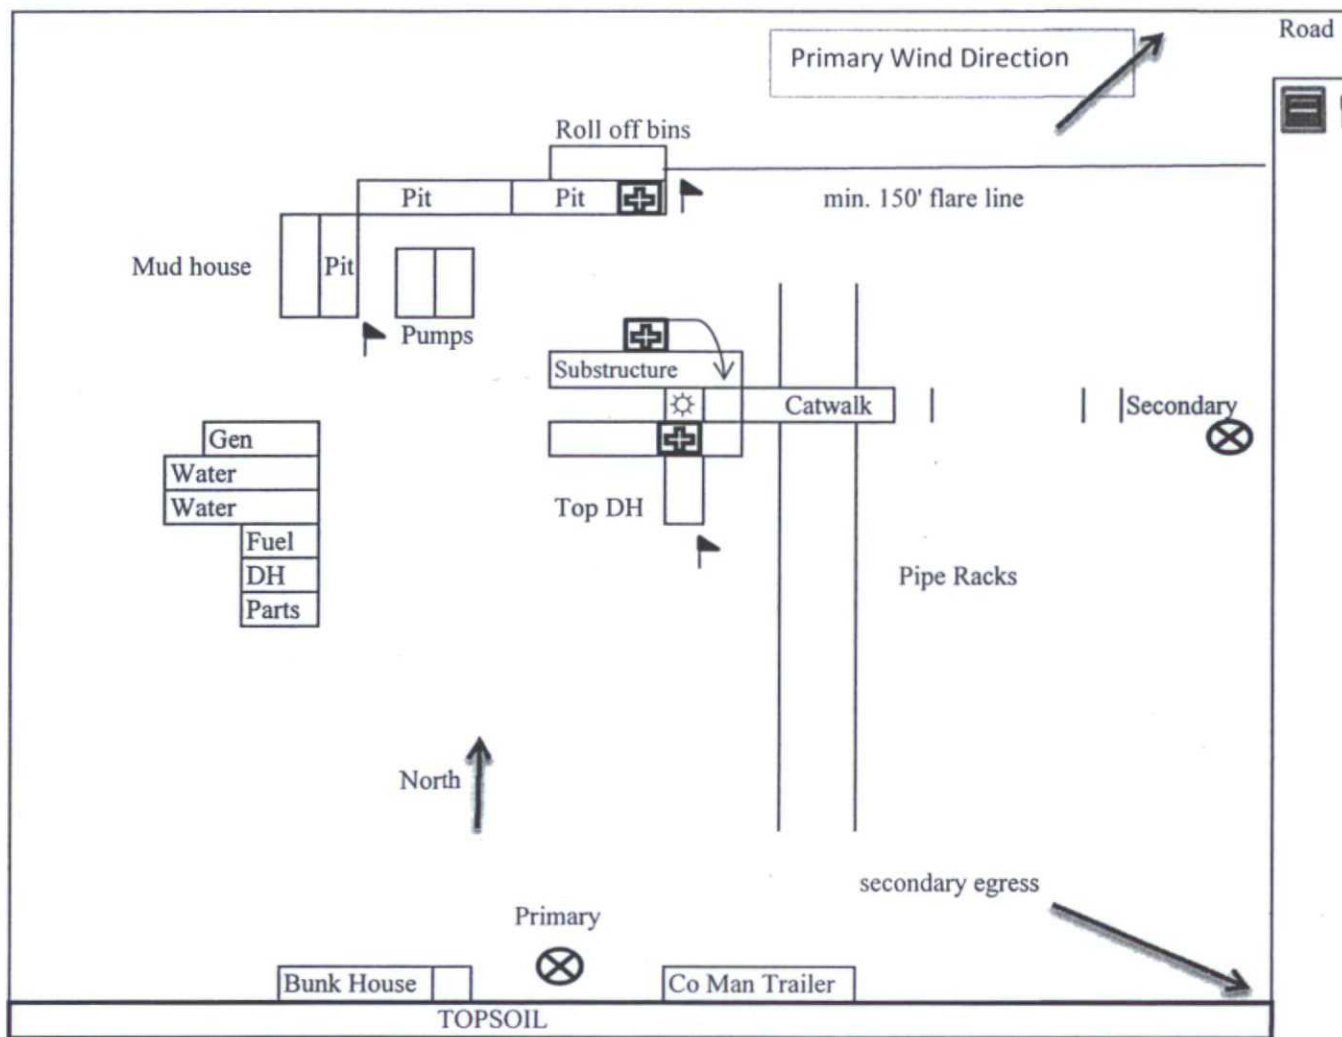 Road
Primary Wind Direction
Roll off bins
Pit
Pit
min. 150' flare line
Mud house
Pit
Pumps
Substructure
Catwalk
Secondary
Gen
Water
Water
Top DH
Fuel
DH
Pipe Racks
Parts
North
secondary egress
Primary
Bunk House
Co Man Trailer
TOPSOIL